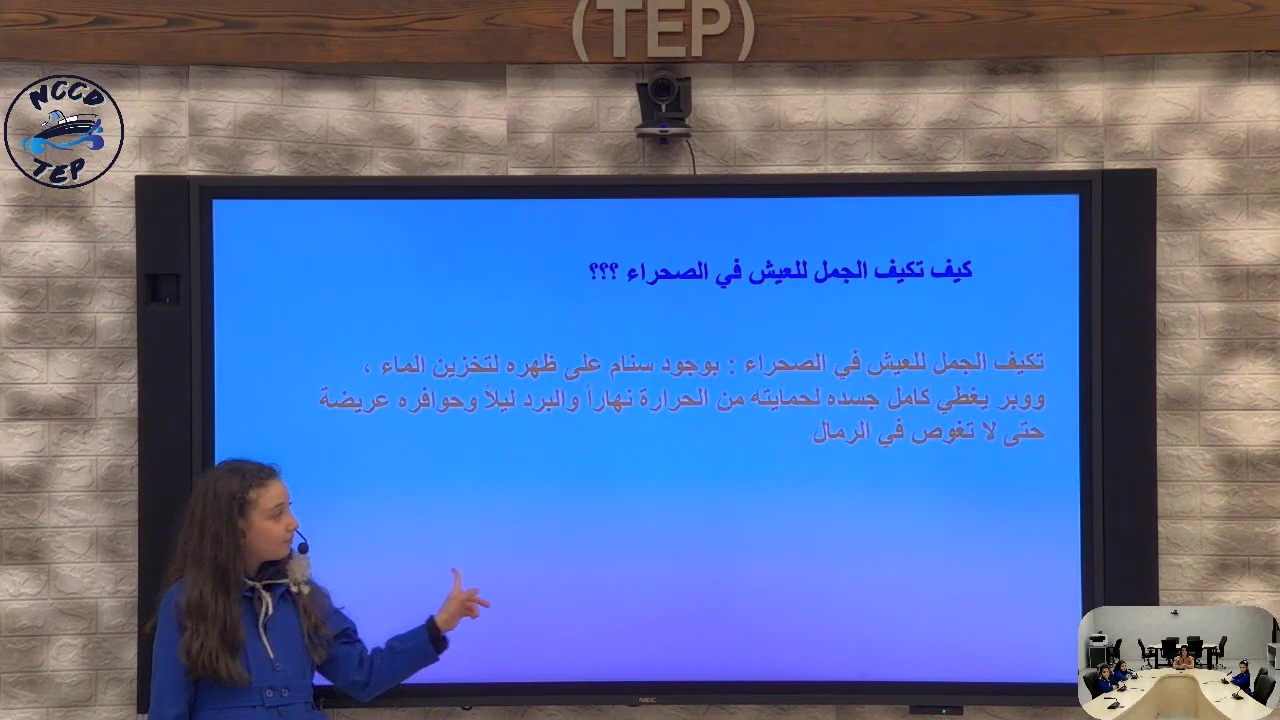 (TEP)
NCCD
TEP
كيف تكيف الجمل للعيش في الصحراء ؟؟؟
تكيف الجمل للعيش في الصحراء : بوجود سنام على ظهره لتخزين الماء ،
ووبر يغطي كامل جسده لحمايته من الحرارة نهاراً والبرد ليلاً وحوافره عريضة
حتى لا تغوص في الرمال
NEC